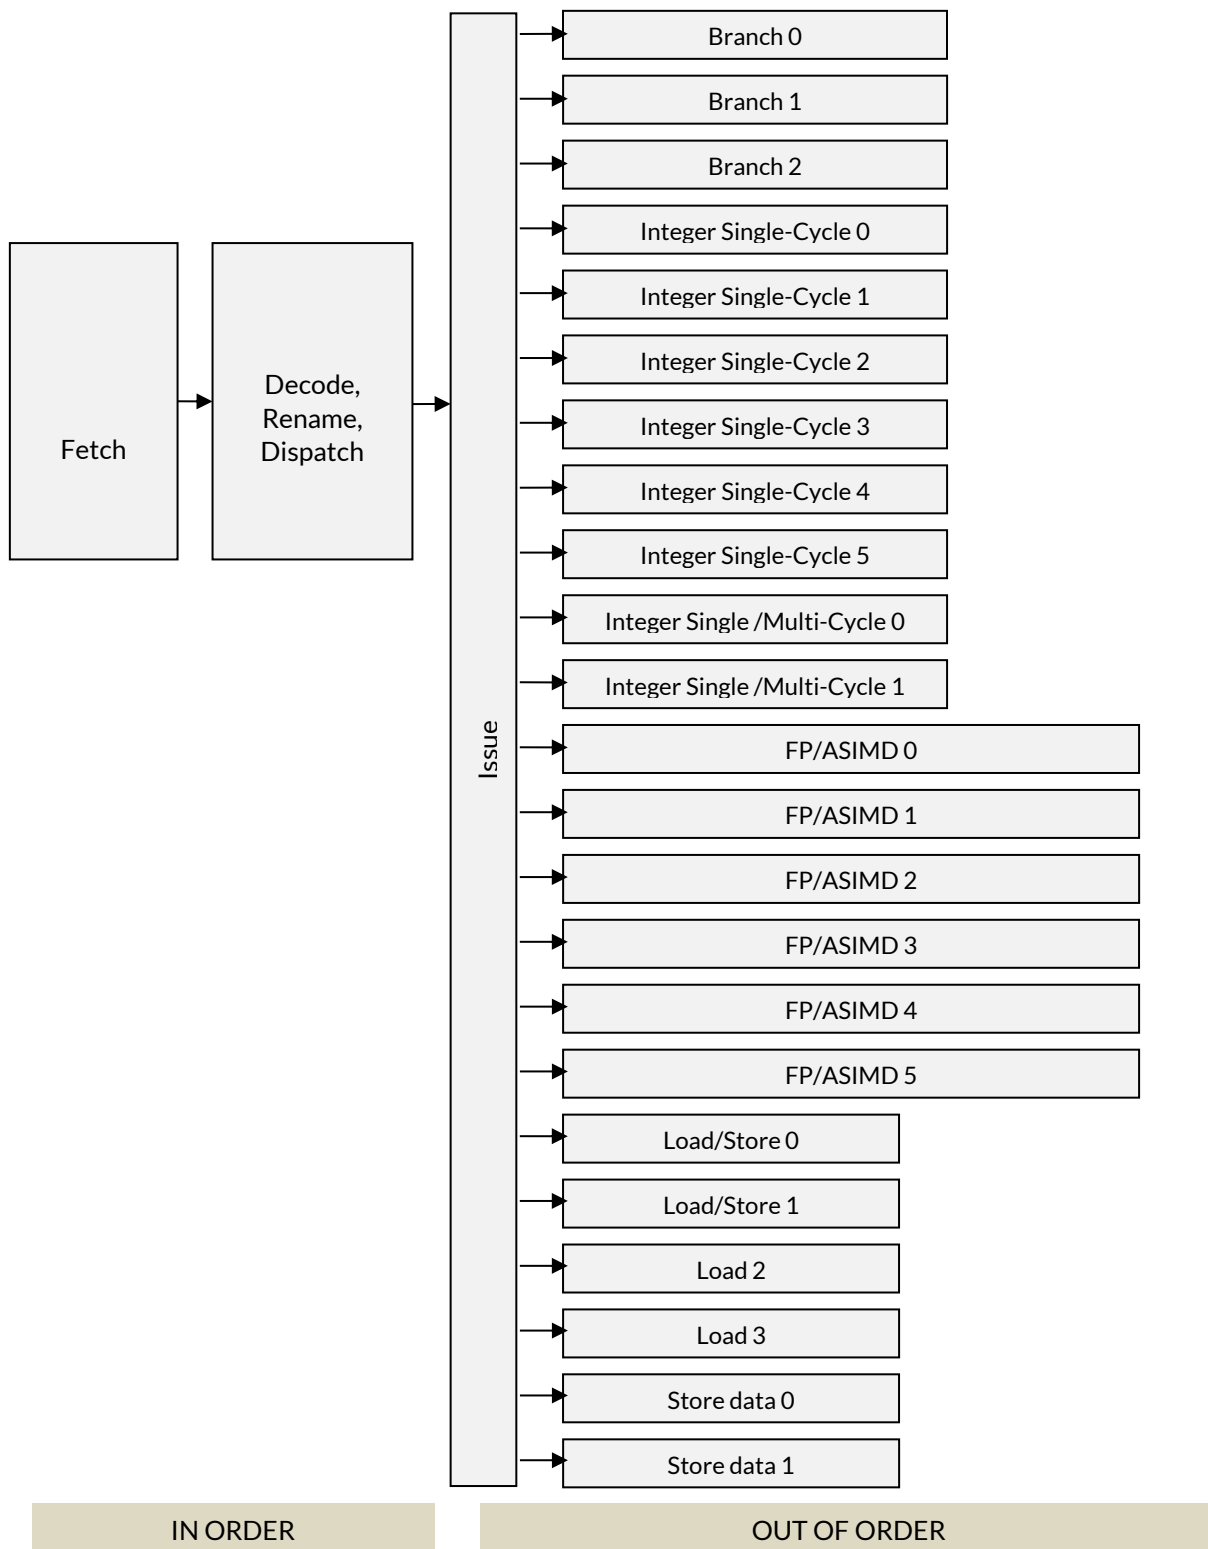 Branch 0
Branch 1
Branch 2
Integer Single-Cycle 0
Integer Single-Cycle 1
Integer Single-Cycle 2
Integer Single-Cycle 3
Integer Single-Cycle 4
Integer Single-Cycle 5
Integer Single /Multi-Cycle 0
Integer Single /Multi-Cycle 1
FP/ASIMD 0
FP/ASIMD 1
FP/ASIMD 2
FP/ASIMD 3
FP/ASIMD 4
FP/ASIMD 5
Load/Store 0
Load/Store 1
Load 2
Load 3
Store data 0
Store data 1
Fetch
Decode,
Rename,
Dispatch
Issue
IN ORDER
OUT OF ORDER